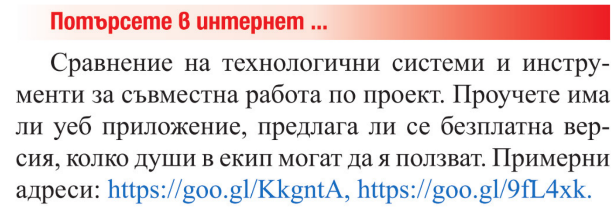 Потърсете в интернет ...
Сравнение на технологични системи и инстру-
менти за съвместна работа по проект. Проучете има
ли уеб приложение, предлага ли се безплатна вер-
сия, колко души в екип могат да я ползват. Примерни
адреси: https://goo.gl/KkgntA, https://goo.gl/9fL4xk.